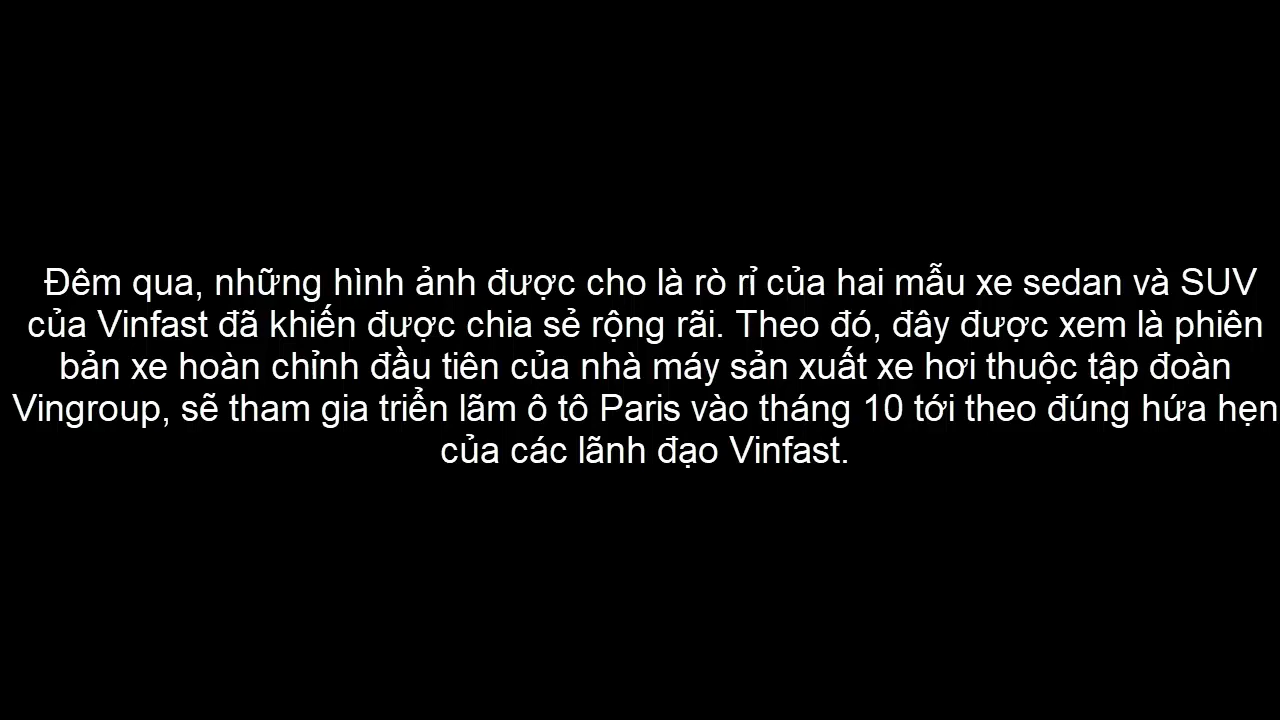 Đêm qua, những hình ảnh được cho là rò rỉ của hai mẫu xe sedan và SUV
của Vinfast đã khiến được chia sẻ rộng rãi. Theo đó, đây được xem là phiên
bản xe hoàn chỉnh đầu tiên của nhà máy sản xuất xe hơi thuộc tập đoàn
Vingroup, sẽ tham gia triển lãm ô tô Paris vào tháng 10 tới theo đúng hứa hẹn
của các lãnh đạo Vinfast.